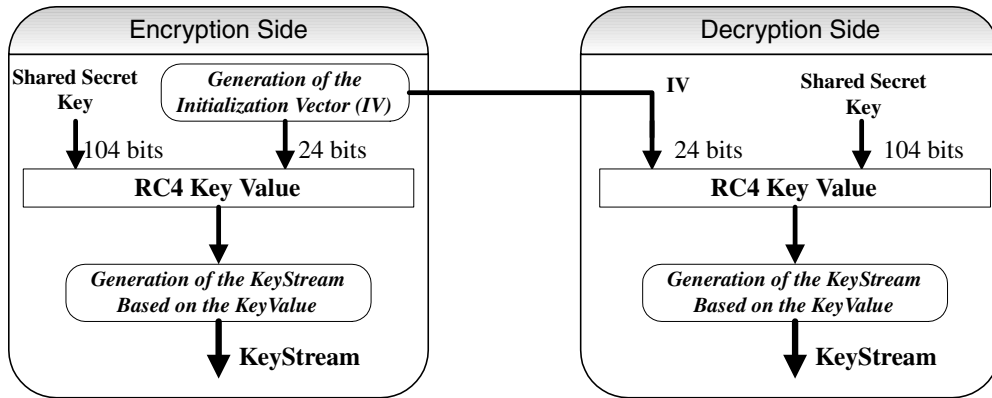 Encryption Side
Shared Secret
Key
Generation of the
Initialization Vector (IV)
104 bits
24 bits
RC4 Key Value
Generation of the KeyStream
Based on the KeyValue
KeyStream
Decryption Side
IV
Shared Secret
Key
24 bits
104 bits
RC4 Key Value
Generation of the KeyStream
Based on the KeyValue
KeyStream